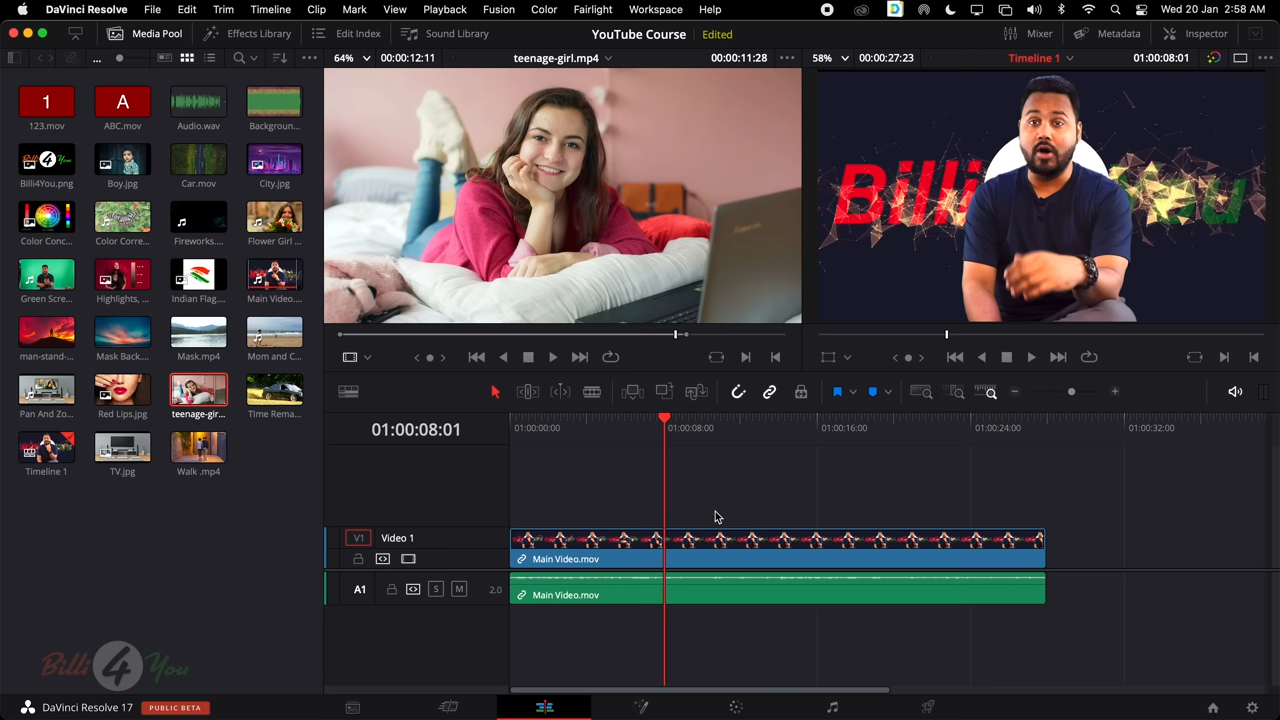 DaVinci Resolve File Edit Trim Timeline Clip Mark View Playback Fusion Color Fairlight Workspace Help Wed 20 Jan 2:58 AM
Media Pool Effects Library Edit Index Sound Library YouTube Course Edited Mixer Metadata Inspector
... 64% 00:00:12:11 teenage-girl.mp4 00:00:11:28 ... 58% 00:00:27:23 Timeline 1 01:00:08:01 ...
1 A
123.mov ABC.mov Audio.wav Backgroun...
Billi 4 You
Billi4You.png Boy.jpg Car.mov City.jpg
Color Conc... Color Corre... Fireworks.... Flower Girl ...
Green Scre... Highlights, ... Indian Flag.... Main Video....
man-stand-... Mask Back.... Mask.mp4 Mom and C...
Pan And Zo... Red Lips.jpg teenage-gir... TIme Rema...
Timeline 1 TV.jpg Walk .mp4
Billi You
01:00:08:01
01:00:00:00 01:00:08:00 01:00:16:00 01:00:24:00 01:00:32:00
V1 Video 1
Main Video.mov
A1 S M 2.0
Main Video.mov
Billi 4 You
DaVinci Resolve 17 PUBLIC BETA